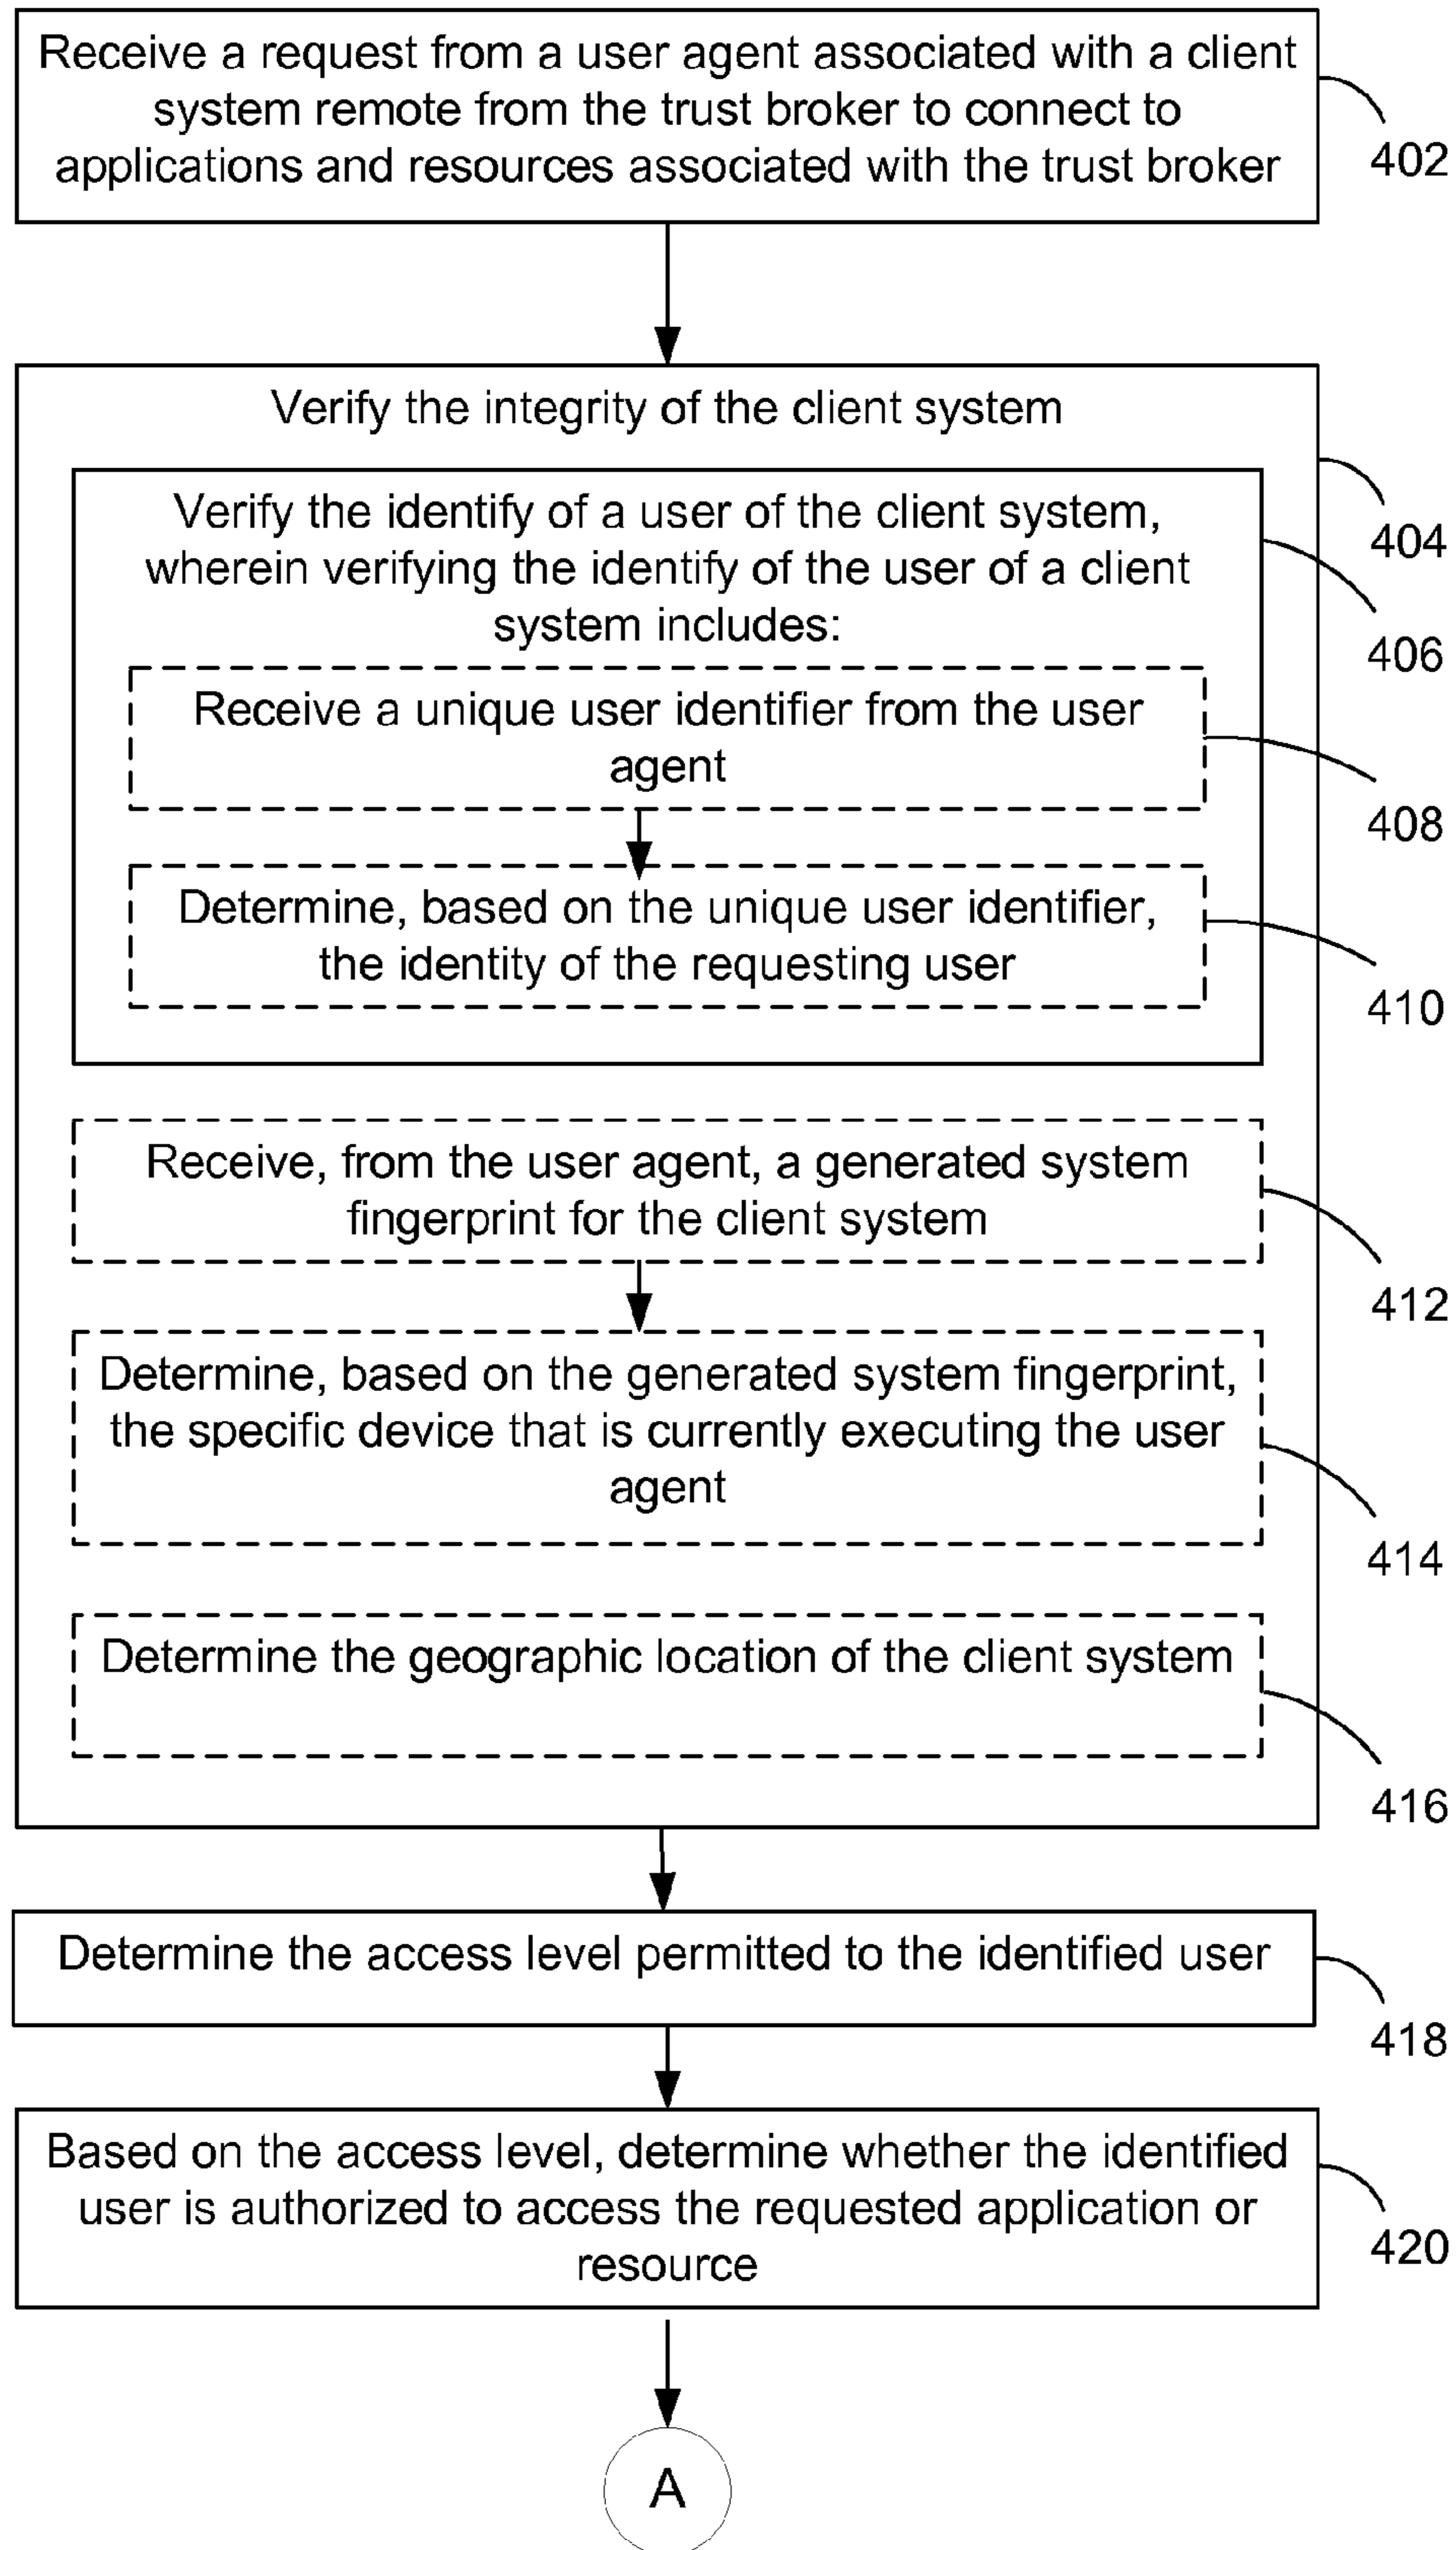 Receive a request from a user agent associated with a client
system remote from the trust broker to connect to
applications and resources associated with the trust broker
402
Verify the integrity of the client system
404
Verify the identify of a user of the client system,
wherein verifying the identify of the user of a client
system includes:
406
Receive a unique user identifier from the user
agent
408
Determine, based on the unique user identifier,
the identity of the requesting user
410
Receive, from the user agent, a generated system
fingerprint for the client system
412
Determine, based on the generated system fingerprint,
the specific device that is currently executing the user
agent
414
Determine the geographic location of the client system
416
Determine the access level permitted to the identified user
418
Based on the access level, determine whether the identified
user is authorized to access the requested application or
resource
420
A